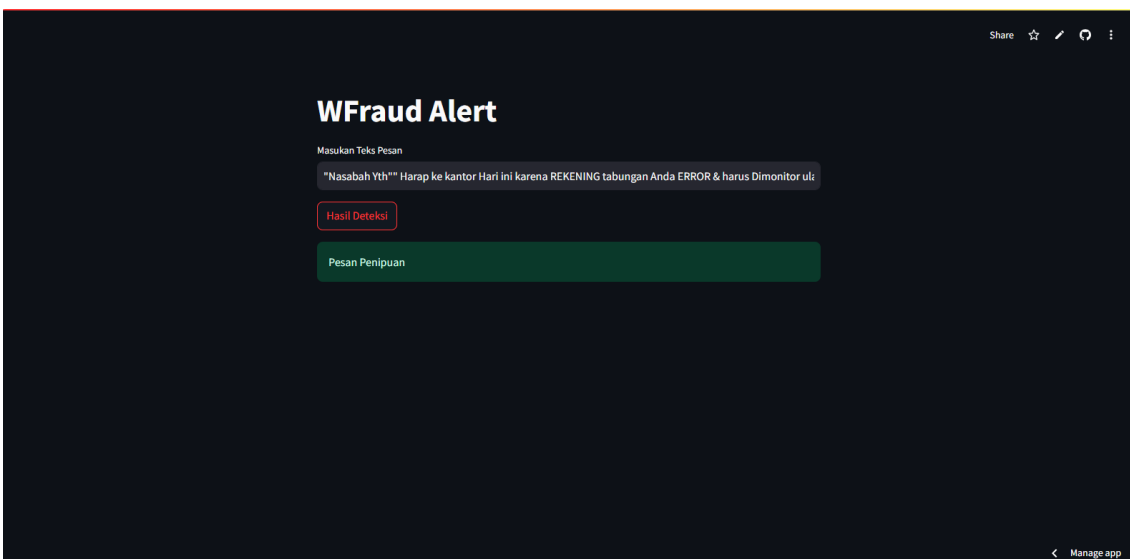 Share
WFraud Alert
Masukan Teks Pesan
"Nasabah Yth"" Harap ke kantor Hari ini karena REKENING tabungan Anda ERROR & harus Dimonitor ula
Hasil Deteksi
Pesan Penipuan
Manage app